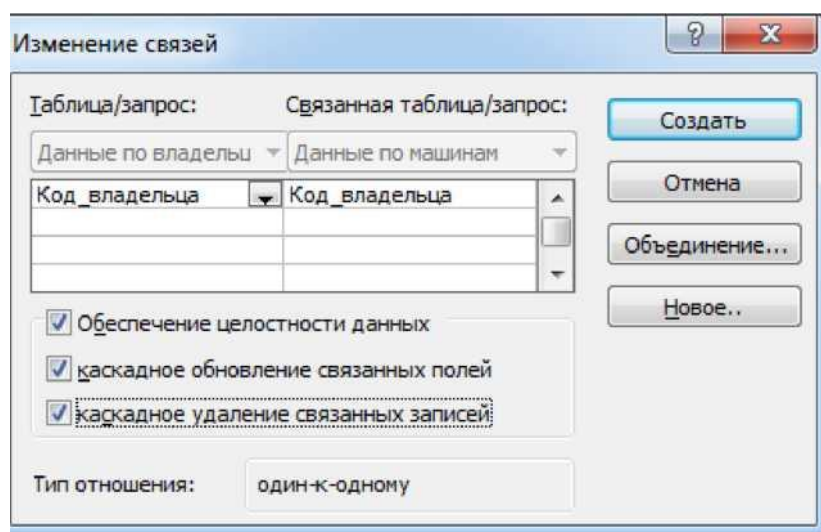 Изменение связей
Таблица/запрос: Связанная таблица/запрос:
Данные по владельц Данные по машинам
Код_владельца Код_владельца
Обеспечение целостности данных
каскадное обновление связанных полей
каскадное удаление связанных записей
Тип отношения: один-к-одному
Создать
Отмена
Объединение...
Новое..